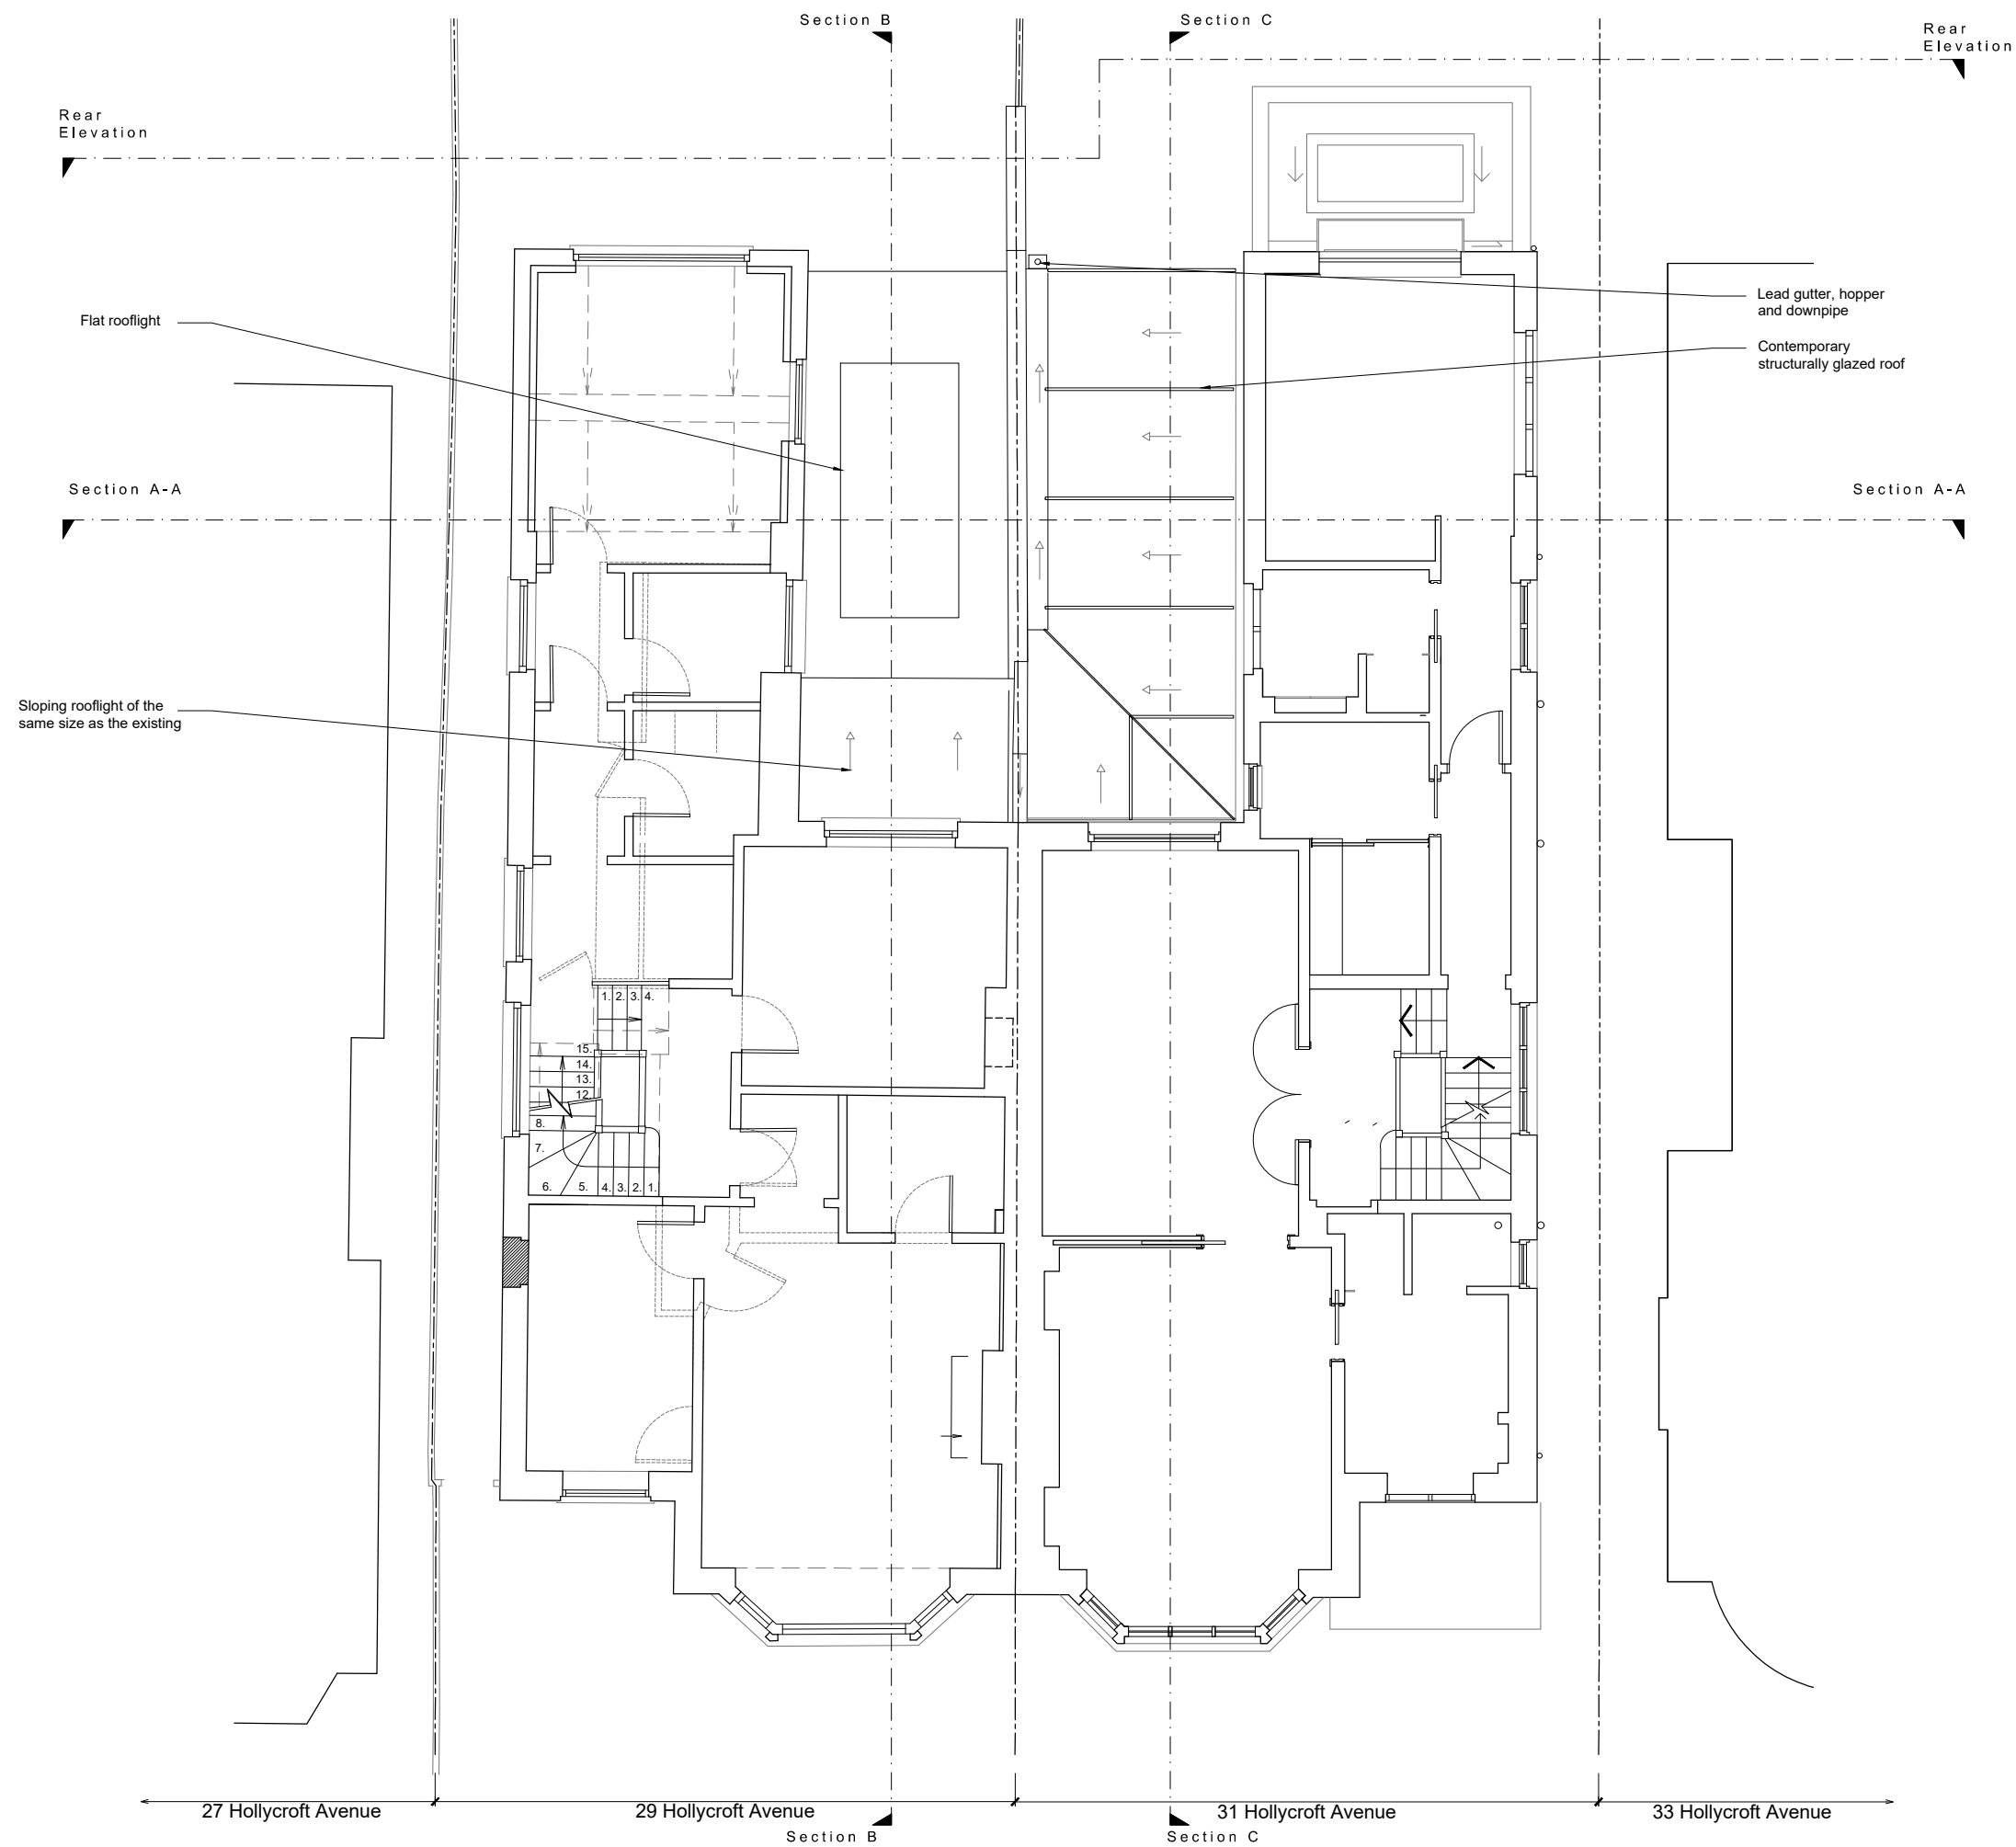 Section B
Section C
Rear
Elevation
Rear
Elevation
Lead gutter, hopper
and downpipe
Flat rooflight
Contemporary
structurally glazed roof
Section A-A
Section A-A
Sloping rooflight of the
same size as the existing
1. 2. 3. 4.
15.
14.
13.
12.
8.
7.
6. 5. 4. 3. 2. 1.
27 Hollycroft Avenue
29 Hollycroft Avenue
31 Hollycroft Avenue
33 Hollycroft Avenue
Section B
Section C